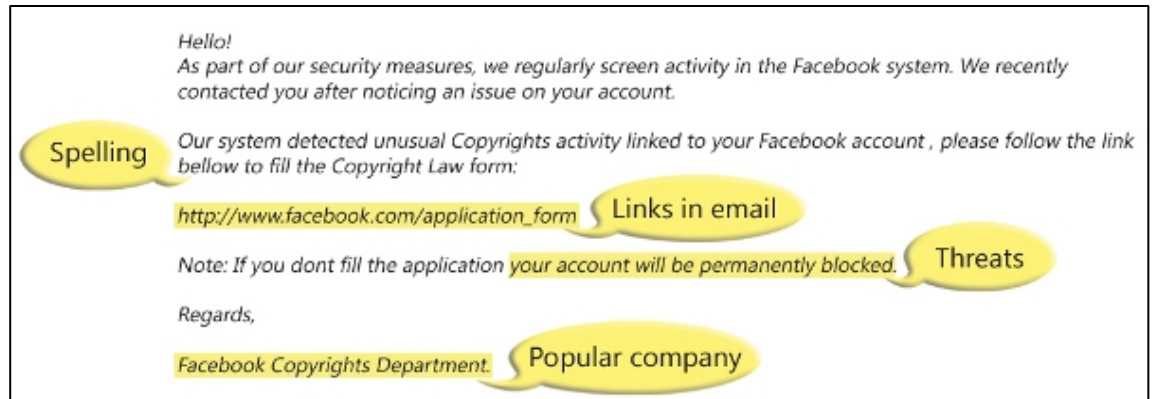 Hello!
As part of our security measures, we regularly screen activity in the Facebook system. We recently
contacted you after noticing an issue on your account.
Spelling
Our system detected unusual Copyrights activity linked to your Facebook account , please follow the link
bellow to fill the Copyright Law form:
http://www.facebook.com/application_form Links in email
Note: If you dont fill the application your account will be permanently blocked. Threats
Regards,
Facebook Copyrights Department. Popular company